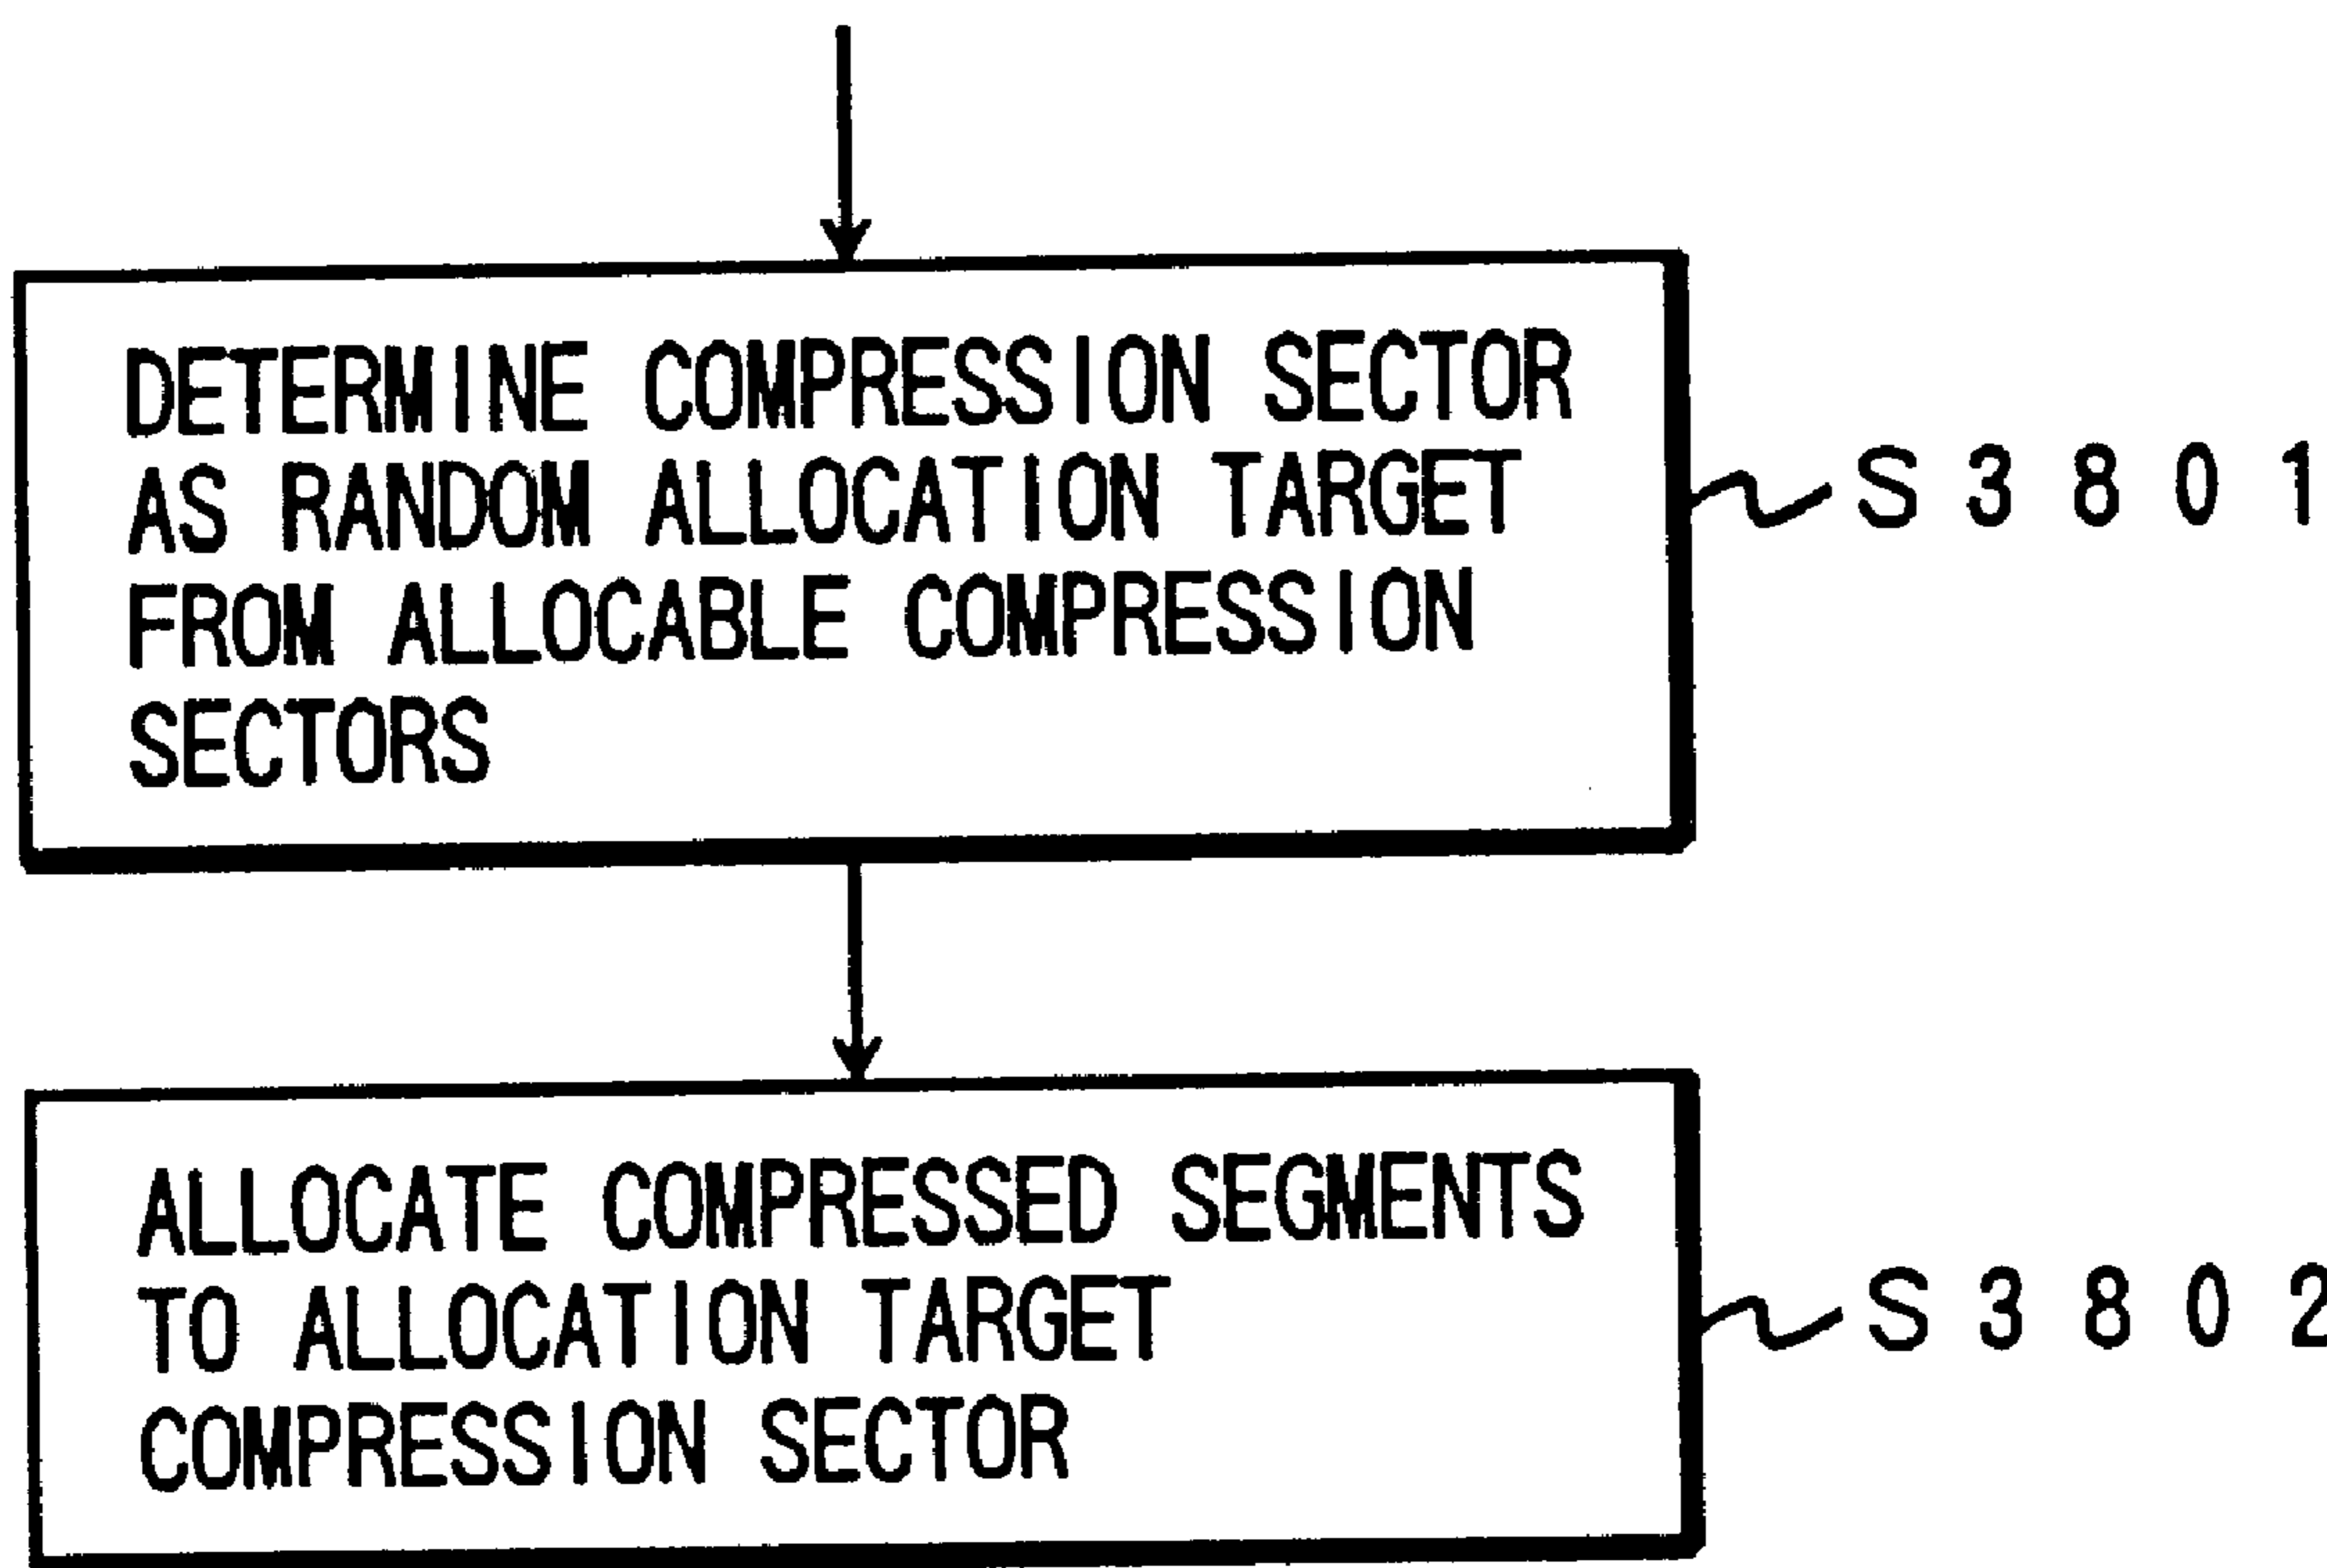 DETERMINE COMPRESSION SECTOR
AS RANDOM ALLOCATION TARGET
FROM ALLOCABLE COMPRESSION
SECTORS
S3801
ALLOCATE COMPRESSED SEGMENTS
TO ALLOCATION TARGET
COMPRESSION SECTOR
S3802